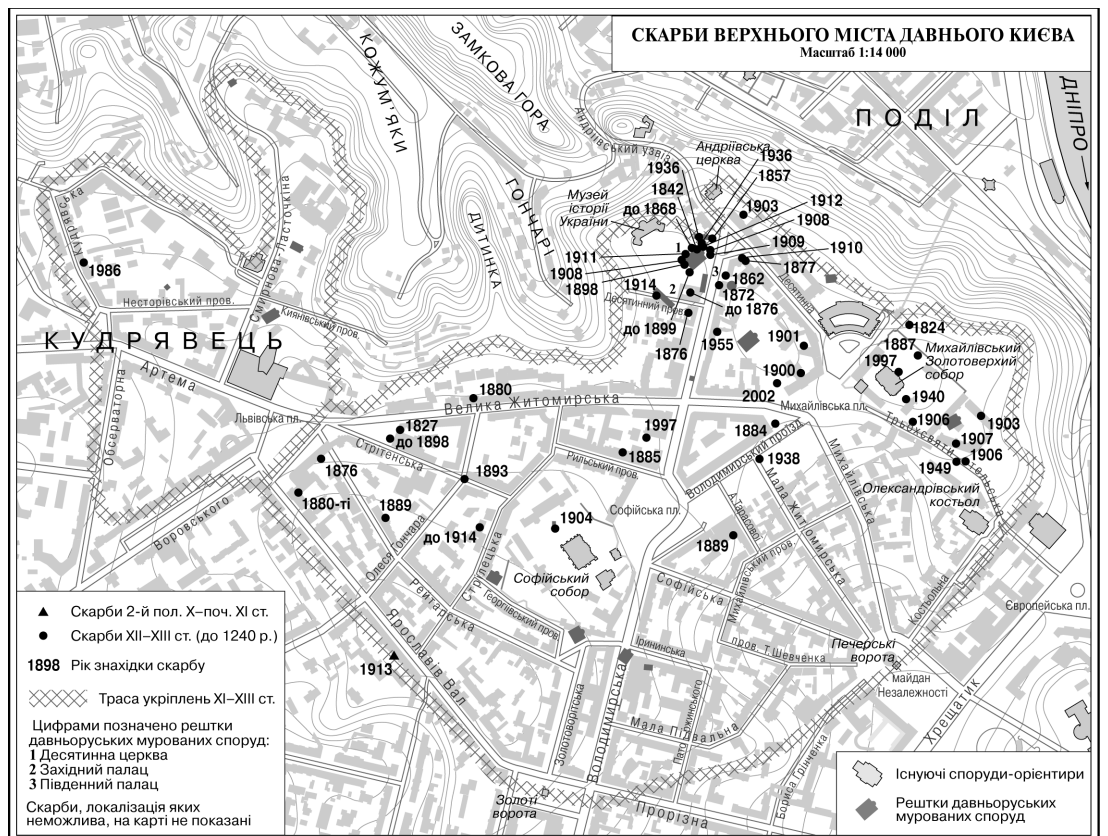 СКАРБИ ВЕРХНЬОГО МІСТА ДАВНЬОГО КИЄВА
Масштаб 1:14 000
КОЖУМ'ЯКИ
ЗАМКОВА ГОРА
ДНІПРО
ПОДІЛ
Андріївський узвіз
Андріївська
церква
1936
1936
1857
1842
Музей
історії
України
до 1868
1903
1912
1908
ГОНЧАРІ
ДИТИНКА
1
1909
1910
1911
1908
1898
1877
1914
2
3
1862
1872
Десятинний пров.
Десятинна
до 1876
до 1899
1876
1955
1901
1900
2002
1824
1887
Михайлівський
Золотоверхий
собор
1997
1940
1906
1903
1907
1906
1949
Трьохсвятительська
Олександрівський
костьол
Михайлівська пл.
Кудрявська
1986
Смирнова-Ласточкіна
Несторівський пров.
Киянівський пров.
КУДРЯВЕЦЬ
Артема
Обсерваторна
Львівська пл.
1880
Велика Житомирська
1827
до 1898
Стрітенська
1997
1885
Рильський пров.
1884
1938
Володимирський проїзд
Михайлівська
Мала Житомирська
1876
1893
1880-ті
1889
до 1914
1904
Софійська пл.
А.Тарасової
1889
Воровського
Олеся Гончара
Стрілецька
Софійський
собор
Софійська
Михайлівський пров.
Рейтарська
Георгіївський пров.
Костьольна
Європейська пл.
Ярославів Вал
1913
Ірининська
пров. Т.Шевченка
Печерські
ворота
майдан
Незалежності
Хрещатик
Золотоворітська
Володимирська
Мала Підвальна
Бориса Грінченка
Золоті
ворота
Прорізна
Скарби 2-й пол. X–поч. XI ст.
Скарби XII–XIII ст. (до 1240 р.)
1898 Рік знахідки скарбу
Траса укріплень XI–XIII ст.
Цифрами позначено рештки
давньоруських мурованих споруд:
1 Десятинна церква
2 Західний палац
3 Південний палац
Скарби, локалізація яких
неможлива, на карті не показані
Існуючі споруди-орієнтири
Рештки давньоруських
мурованих споруд